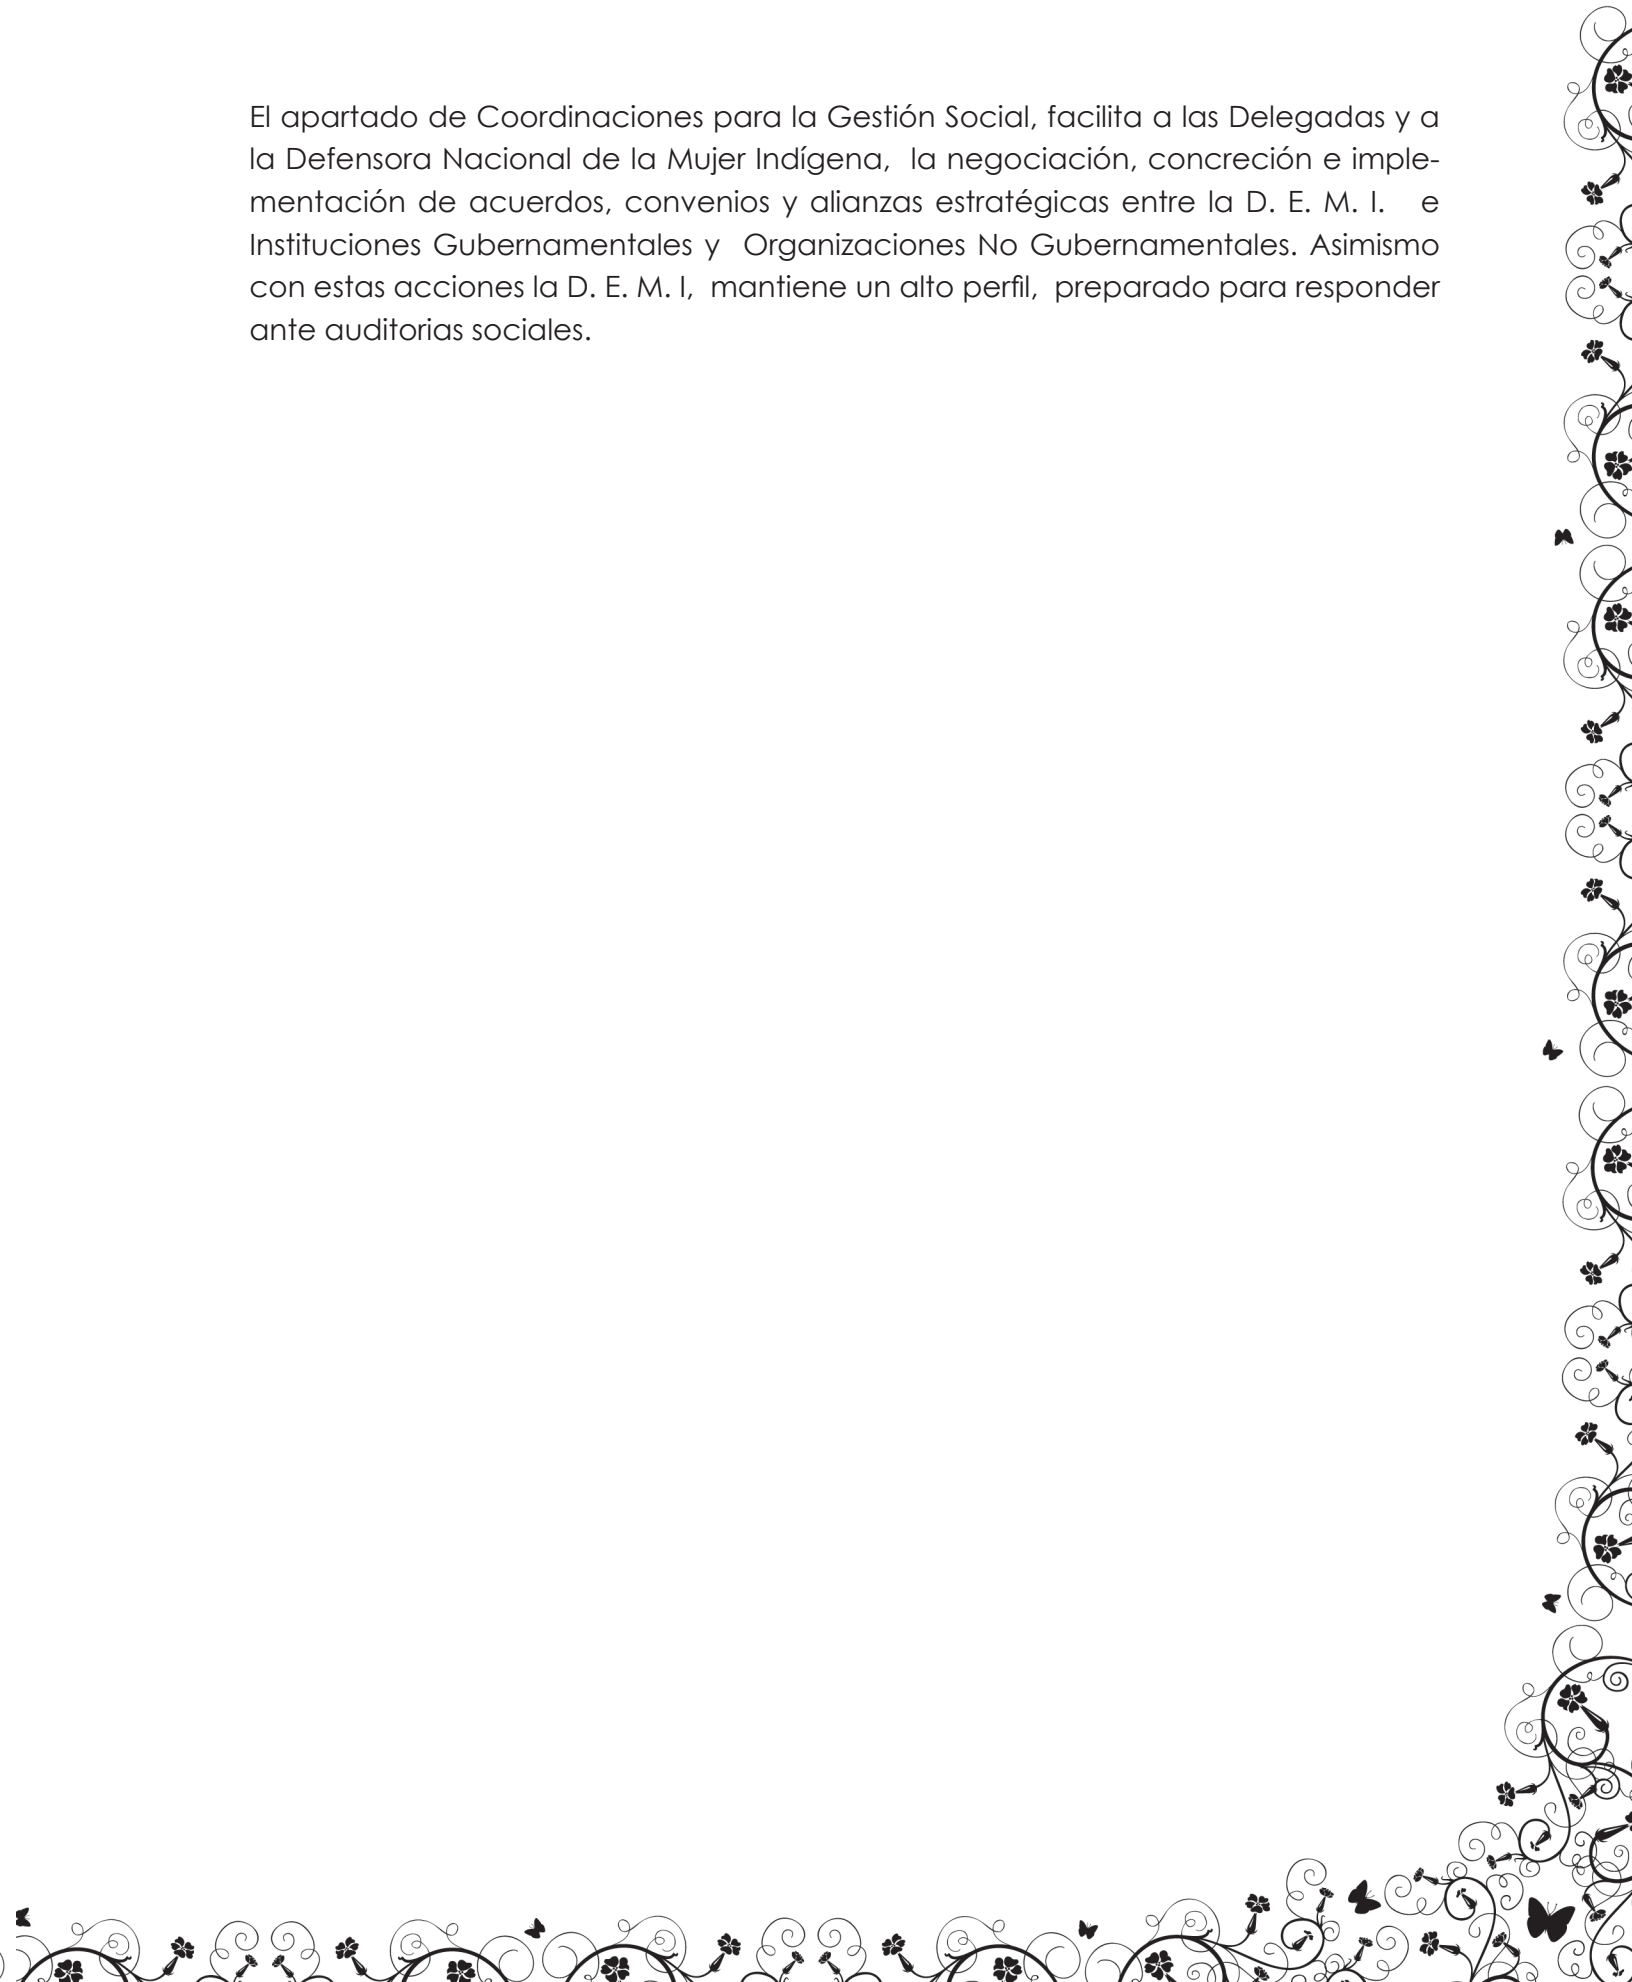 El apartado de Coordinaciones para la Gestión Social, facilita a las Delegadas y a
la Defensora Nacional de la Mujer Indígena,  la negociación, concreción e imple-
mentación de acuerdos, convenios y alianzas estratégicas entre la D. E. M. I.   e
Instituciones Gubernamentales y  Organizaciones No Gubernamentales. Asimismo
con estas acciones la D. E. M. I,  mantiene un alto perfil,  preparado para responder
ante auditorias sociales.